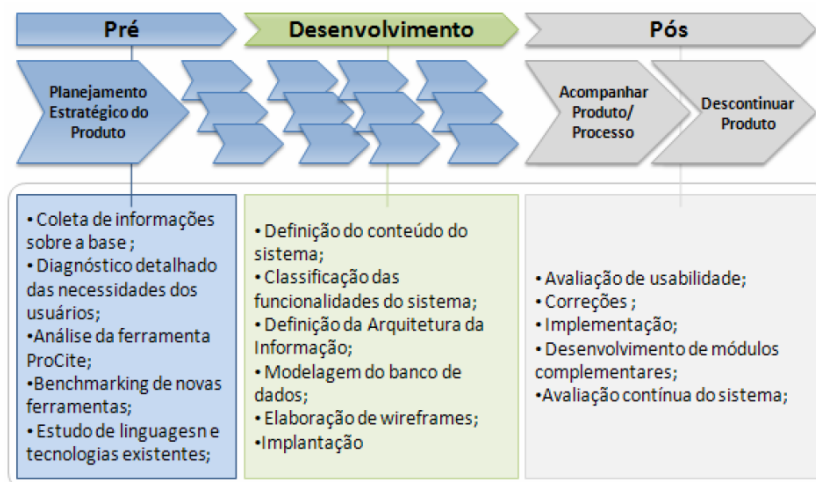 Pré
Desenvolvimento
Pós
Planejamento
Estratégico do
Produto
Acompanhar
Produto/
Processo
Descontinuar
Produto
• Coleta de informações
sobre a base ;
• Diagnóstico detalhado
das necessidades dos
usuários;
• Análise da ferramenta
ProCite;
• Benchmarking de novas
ferramentas;
• Estudo de linguagesn e
tecnologias existentes;
• Definição do conteúdo do
sistema;
• Classificação das
funcionalidades do sistema;
• Definição da Arquitetura da
Informação;
• Modelagem do banco de
dados;
• Elaboração de wireframes;
•Implantação
•Avaliação de usabilidade;
•Correções ;
•Implementação;
•Desenvolvimento de módulos
complementares;
•Avaliação contínua do sistema;